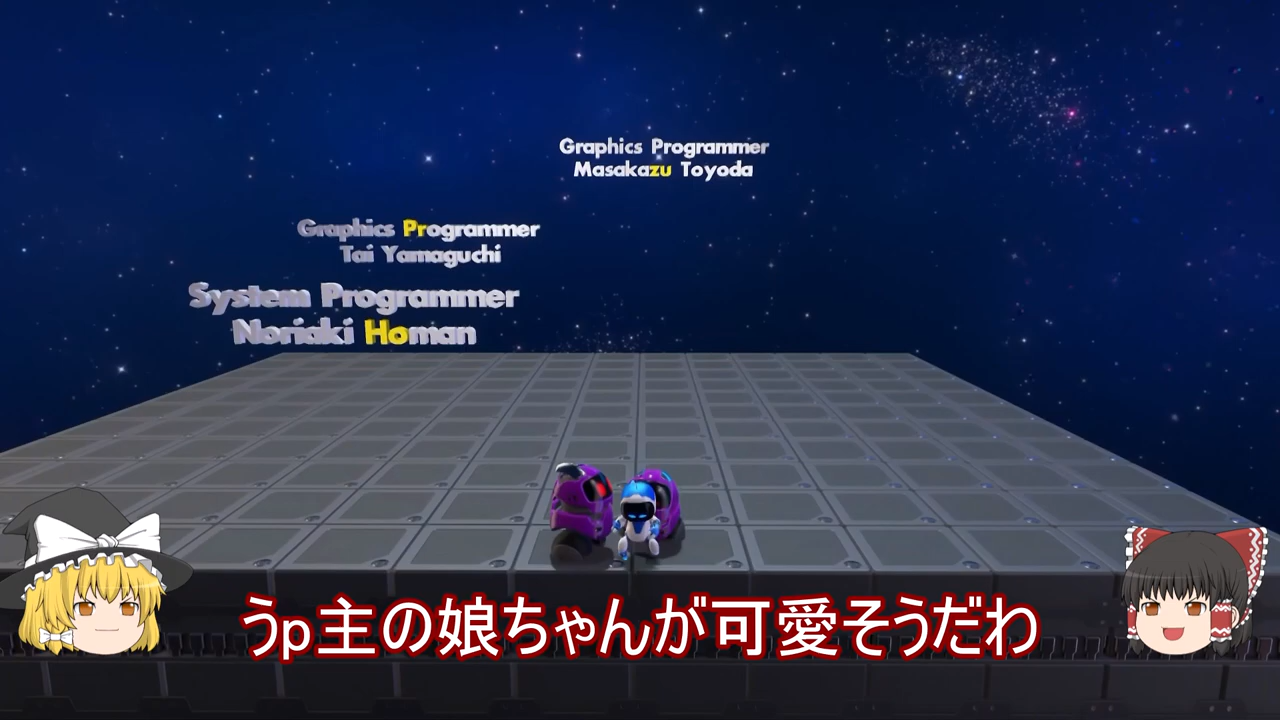 Graphics Programmer
Masakazu Toyoda
Graphics Programmer
Tai Yamaguchi
System Programmer
Noriaki Homan
うp主の娘ちゃんが可愛そうだわ